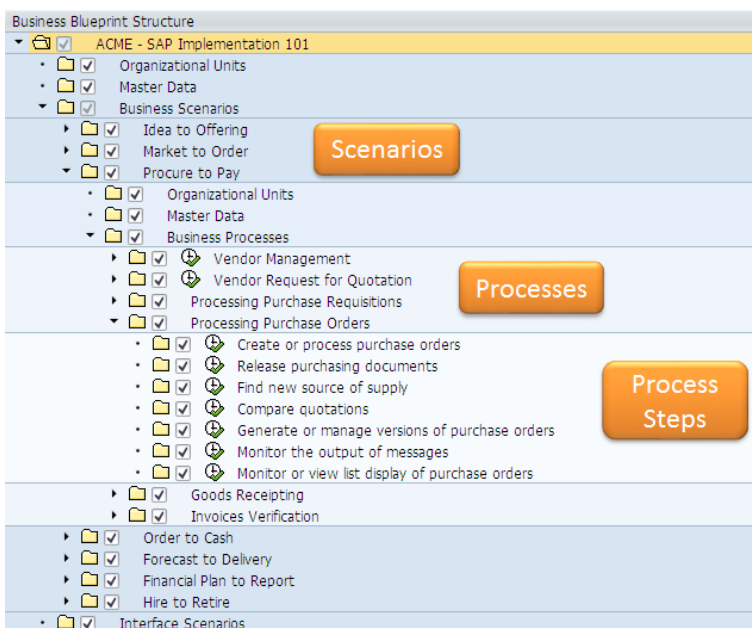 Business Blueprint Structure
ACME - SAP Implementation 101
Organizational Units
Master Data
Business Scenarios
Idea to Offering
Market to Order
Scenarios
Procure to Pay
Organizational Units
Master Data
Business Processes
Vendor Management
Vendor Request for Quotation
Processes
Processing Purchase Requisitions
Processing Purchase Orders
Create or process purchase orders
Release purchasing documents
Find new source of supply
Process
Steps
Compare quotations
Generate or manage versions of purchase orders
Monitor the output of messages
Monitor or view list display of purchase orders
Goods Receipting
Invoices Verification
Order to Cash
Forecast to Delivery
Financial Plan to Report
Hire to Retire
Interface Scenarios